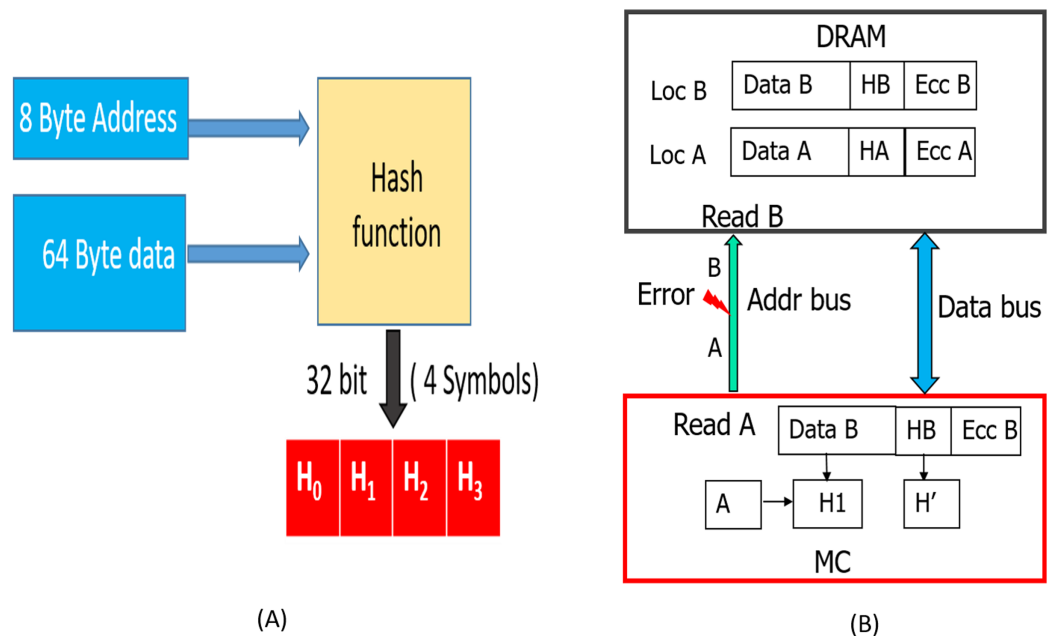 8 Byte Address
64 Byte data
Hash
function
32 bit
( 4 Symbols)
H0 H1 H2 H3
(A)
DRAM
Loc B Data B HB Ecc B
Loc A Data A HA Ecc A
Read B
B
Error
Addr bus
Data bus
A
Read A Data B HB Ecc B
A H1 H'
MC
(B)